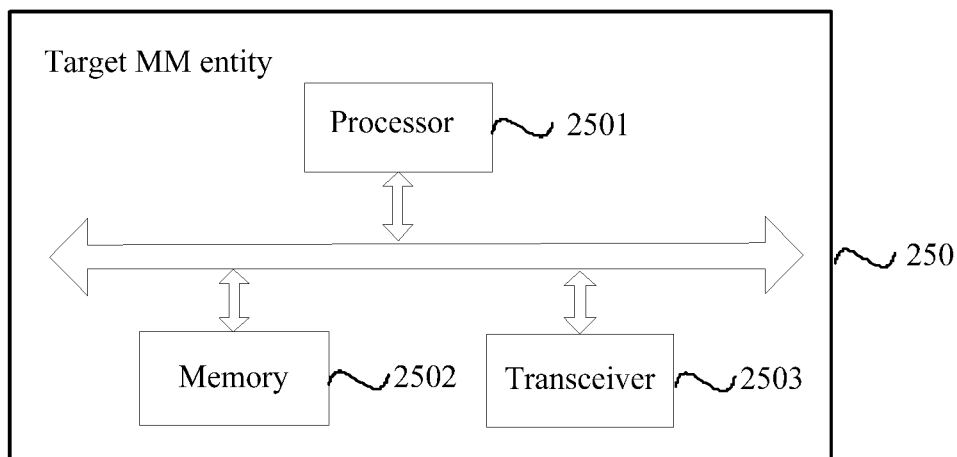 Target MM entity
Processor
2501
250
Memory
2502
Transceiver
2503